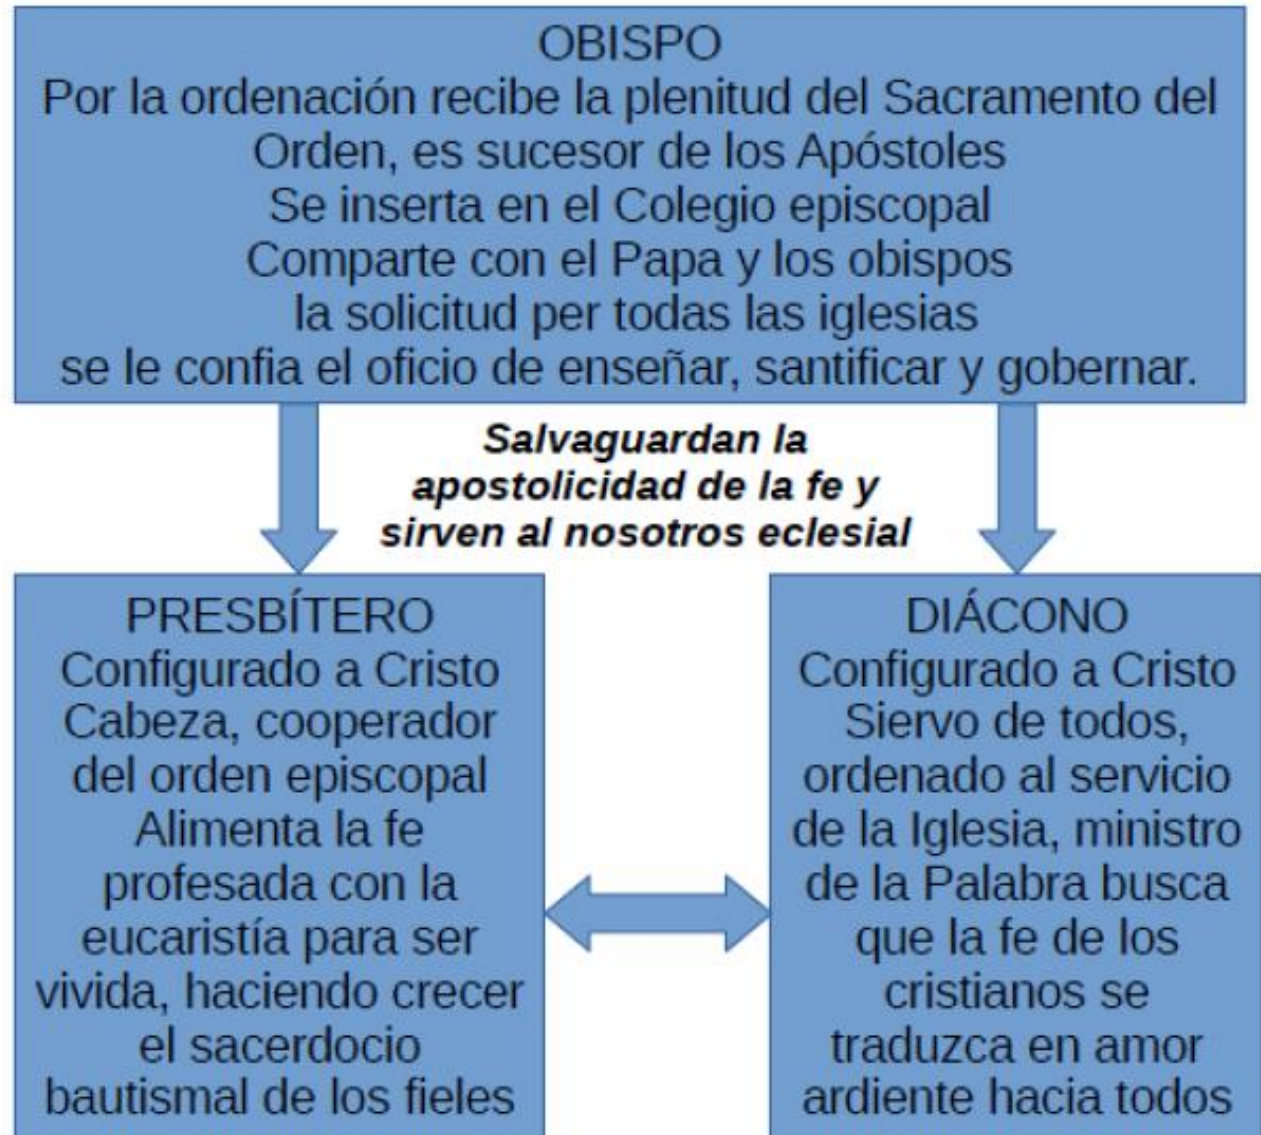 OBISPO
Por la ordenación recibe la plenitud del Sacramento del
Orden, es sucesor de los Apóstoles
Se inserta en el Colegio episcopal
Comparte con el Papa y los obispos
la solicitud per todas las iglesias
se le confia el oficio de enseñar, santificar y gobernar.
Salvaguardan la
apostolicidad de la fe y
sirven al nosotros eclesial
PRESBÍTERO
Configurado a Cristo
Cabeza, cooperador
del orden episcopal
Alimenta la fe
profesada con la
eucaristía para ser
vivida, haciendo crecer
el sacerdocio
bautismal de los fieles
DIÁCONO
Configurado a Cristo
Siervo de todos,
ordenado al servicio
de la Iglesia, ministro
de la Palabra busca
que la fe de los
cristianos se
traduzca en amor
ardiente hacia todos